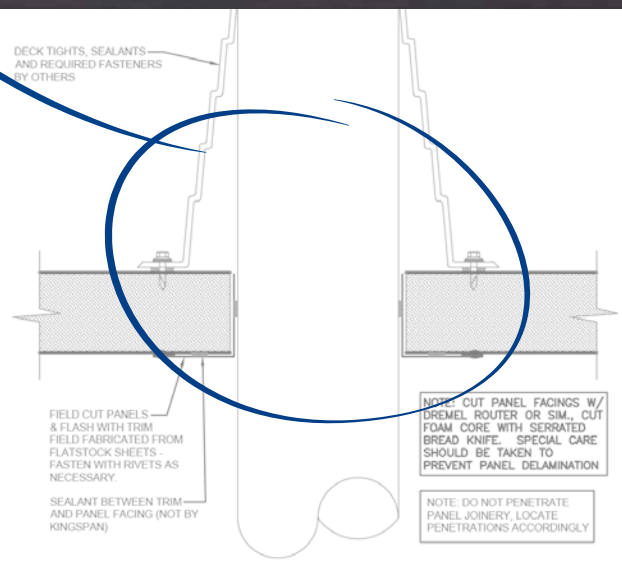 DECK TIGHTS, SEALANTS
AND REQUIRED FASTENERS
BY OTHERS
FIELD CUT PANELS
& FLASH WITH TRIM
FIELD FABRICATED FROM
FLATSTOCK SHEETS -
FASTEN WITH RIVETS AS
NECESSARY.
SEALANT BETWEEN TRIM
AND PANEL FACING (NOT BY
KINGSPAN)
NOTE: CUT PANEL FACINGS W/
DREMEL ROUTER OR SIM., CUT
FOAM CORE WITH SERRATED
BREAD KNIFE. SPECIAL CARE
SHOULD BE TAKEN TO
PREVENT PANEL DELAMINATION
NOTE: DO NOT PENETRATE
PANEL JOINERY, LOCATE
PENETRATIONS ACCORDINGLY